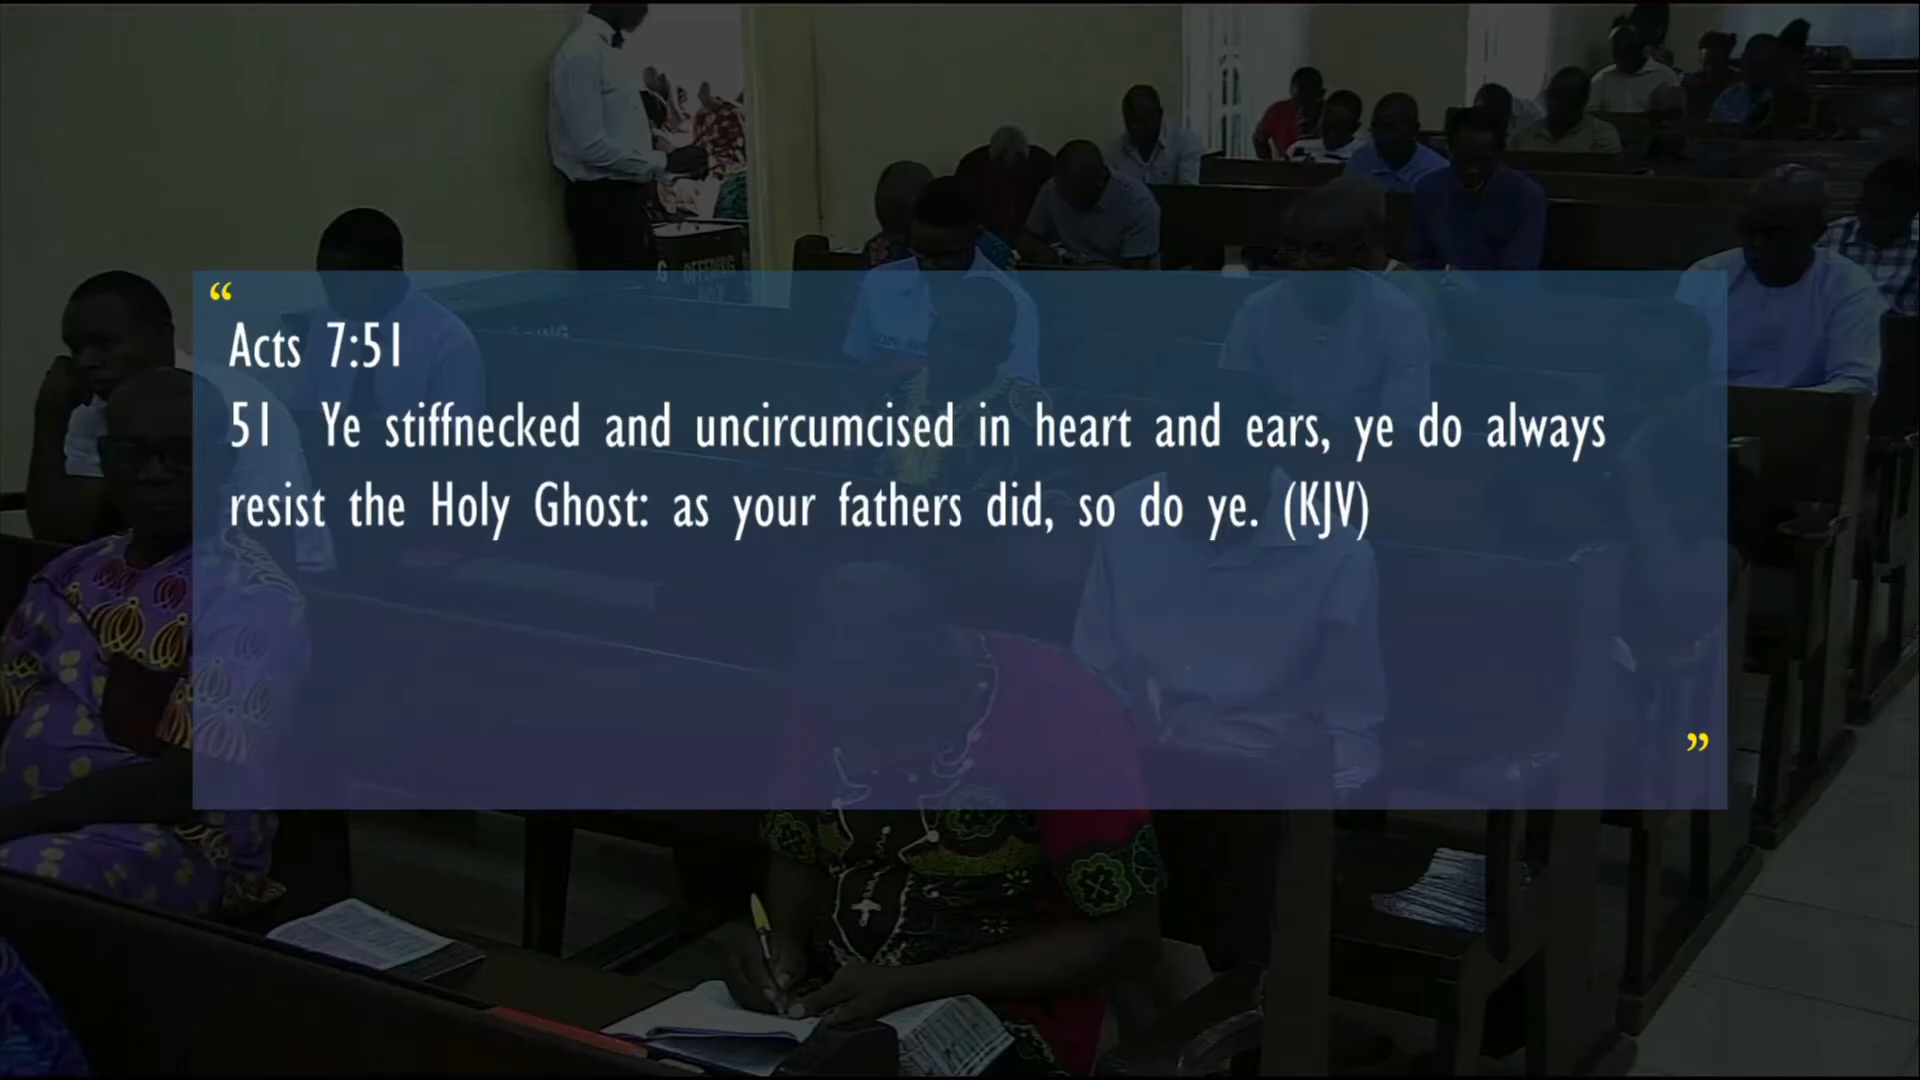 OFFERING
“
Acts 7:51
51 Ye stiffnecked and uncircumcised in heart and ears, ye do always
resist the Holy Ghost: as your fathers did, so do ye. (KJV)
”